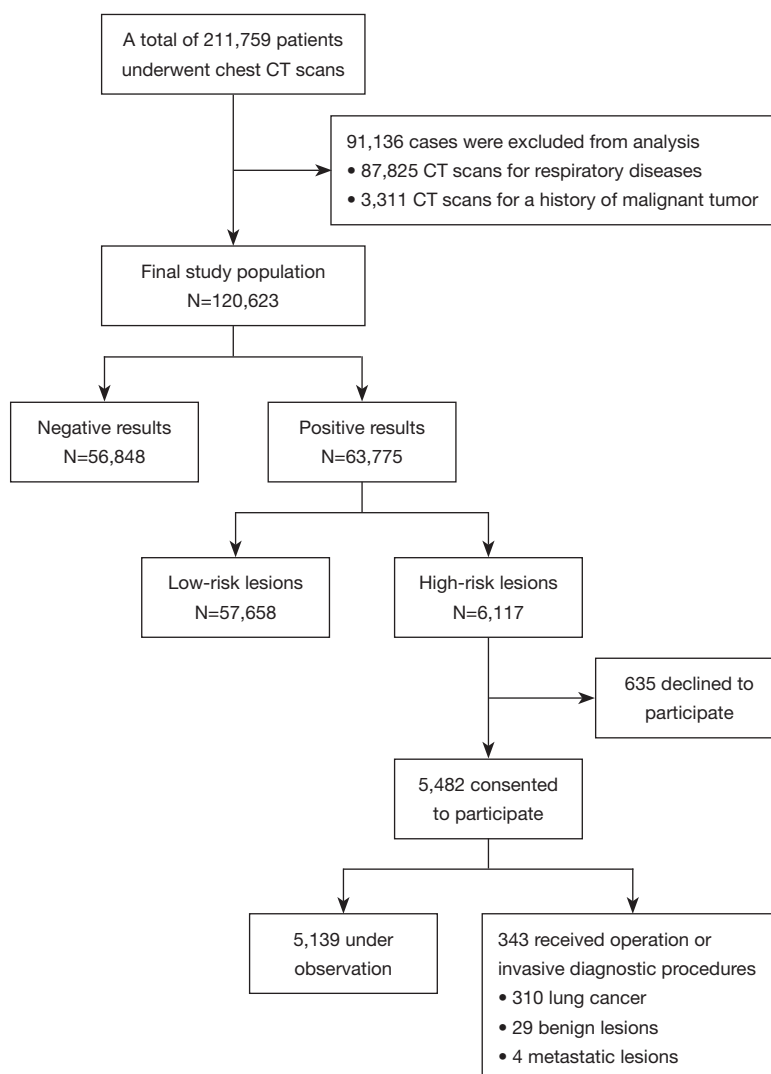 A total of 211,759 patients
underwent chest CT scans
91,136 cases were excluded from analysis
• 87,825 CT scans for respiratory diseases
• 3,311 CT scans for a history of malignant tumor
Final study population
N=120,623
Negative results
N=56,848
Positive results
N=63,775
Low-risk lesions
N=57,658
High-risk lesions
N=6,117
635 declined to
participate
5,482 consented
to participate
5,139 under
observation
343 received operation or
invasive diagnostic procedures
• 310 lung cancer
• 29 benign lesions
• 4 metastatic lesions